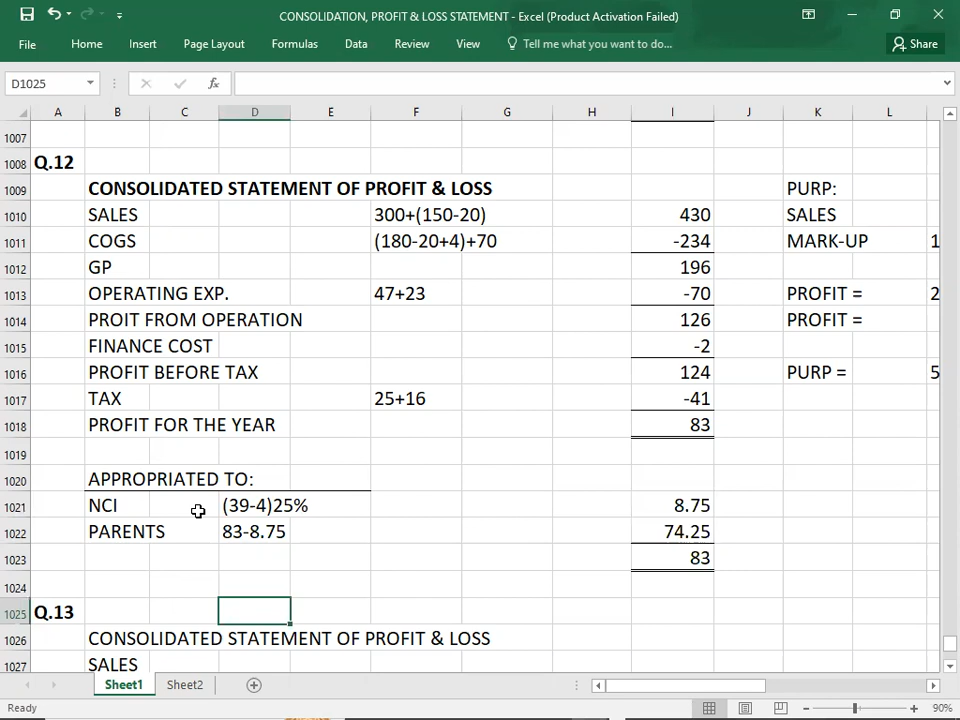 CONSOLIDATION, PROFIT & LOSS STATEMENT - Excel (Product Activation Failed)
File Home Insert Page Layout Formulas Data Review View Tell me what you want to do... Share
D1025 fx
A B C D E F G H I J K L
1007
1008 Q.12
1009 CONSOLIDATED STATEMENT OF PROFIT & LOSS PURP:
1010 SALES 300+(150-20) 430 SALES
1011 COGS (180-20+4)+70 -234 MARK-UP 1
1012 GP 196
1013 OPERATING EXP. 47+23 -70 PROFIT = 2
1014 PROIT FROM OPERATION 126 PROFIT =
1015 FINANCE COST -2
1016 PROFIT BEFORE TAX 124 PURP = 5
1017 TAX 25+16 -41
1018 PROFIT FOR THE YEAR 83
1019
1020 APPROPRIATED TO:
1021 NCI (39-4)25% 8.75
1022 PARENTS 83-8.75 74.25
1023 83
1024
1025 Q.13
1026 CONSOLIDATED STATEMENT OF PROFIT & LOSS
1027 SALES
Sheet1 Sheet2
Ready 90%